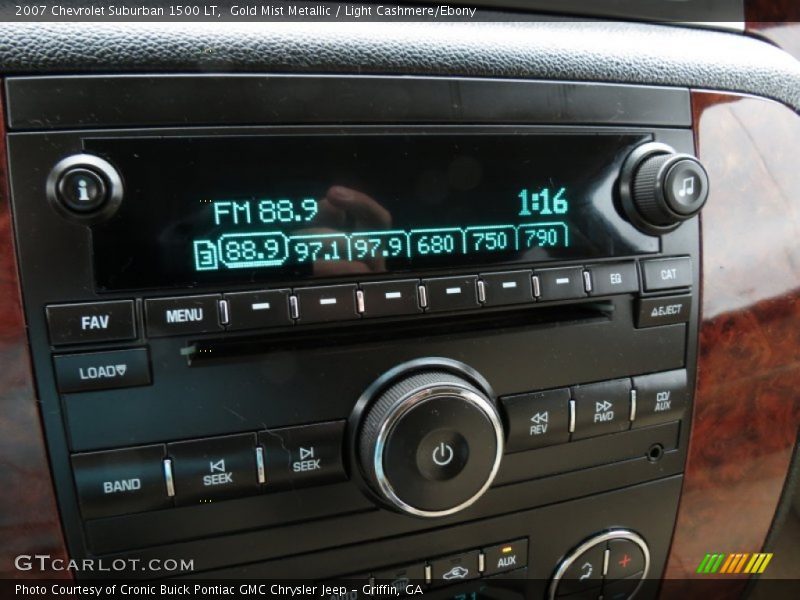 2007 Chevrolet Suburban 1500 LT,  Gold Mist Metallic / Light Cashmere/Ebony
i
FM 88.9 1:16
3 88.9 97.1 97.9 680 750 790
FAV MENU EQ CAT
LOAD EJECT
BAND SEEK SEEK REV FWD CD/AUX
AUX
GTCARLOT.COM
Photo Courtesy of Cronic Buick Pontiac GMC Chrysler Jeep - Griffin, GA